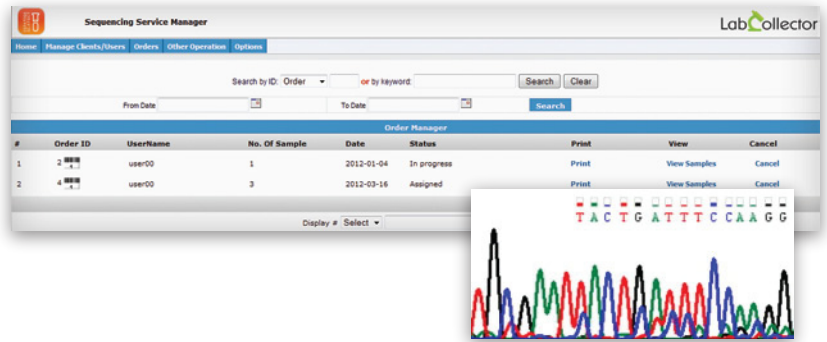 Sequencing Service Manager
LabCollector
Home Manage Clients/Users Orders Other Operation Options
Search by ID: Order or by keyword: Search Clear
From Date To Date Search
Order Manager
# Order ID UserName No. Of Sample Date Status Print View Cancel
1 2 user00 1 2012-01-04 In progress Print View Samples Cancel
2 4 user00 3 2012-03-16 Assigned Print View Samples Cancel
Display # Select
T A C T G A T T T C C A A G G